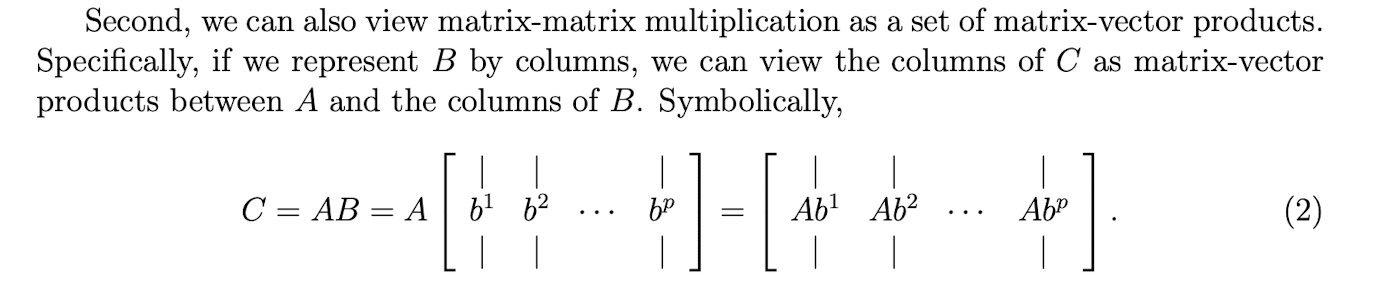 Second, we can also view matrix-matrix multiplication as a set of matrix-vector products.
Specifically, if we represent B by columns, we can view the columns of C as matrix-vector
products between A and the columns of B. Symbolically,
| | | | | |
C = AB = A [ b¹ b² ⋯ bᵖ ] = [ Ab¹ Ab² ⋯ Abᵖ ] . (2)
| | | | | |